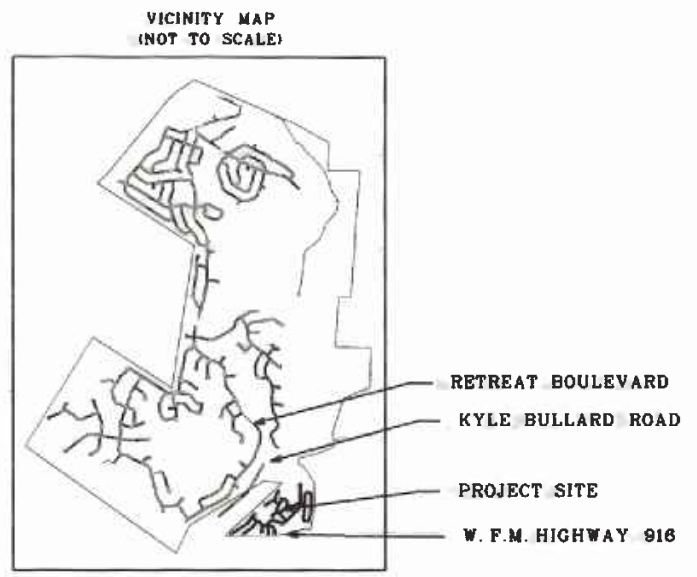 VICINITY MAP
(NOT TO SCALE)
RETREAT BOULEVARD
KYLE BULLARD ROAD
PROJECT SITE
W. F.M. HIGHWAY 916